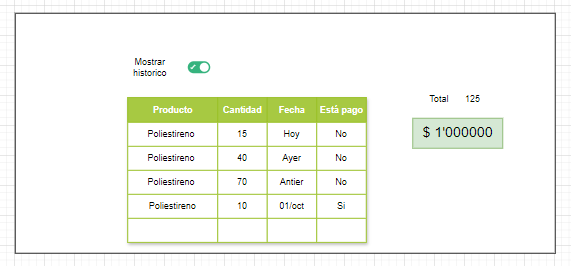 Mostrar
historico
Producto Cantidad Fecha Está pago
Poliestireno 15 Hoy No
Poliestireno 40 Ayer No
Poliestireno 70 Antier No
Poliestireno 10 01/oct Si
Total 125
$ 1'000000